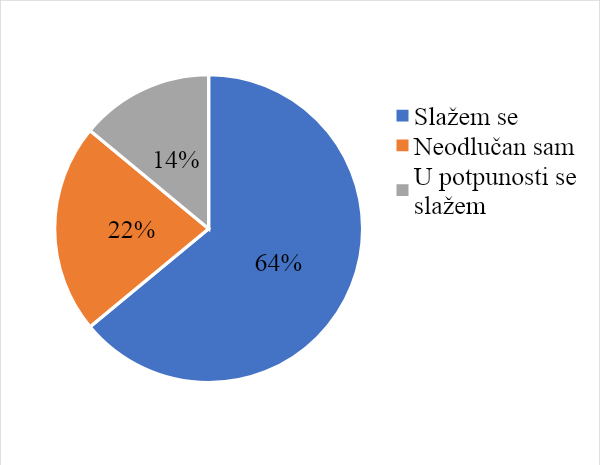 14%
22%
64%
Slažem se
Neodlučan sam
U potpunosti se
slažem